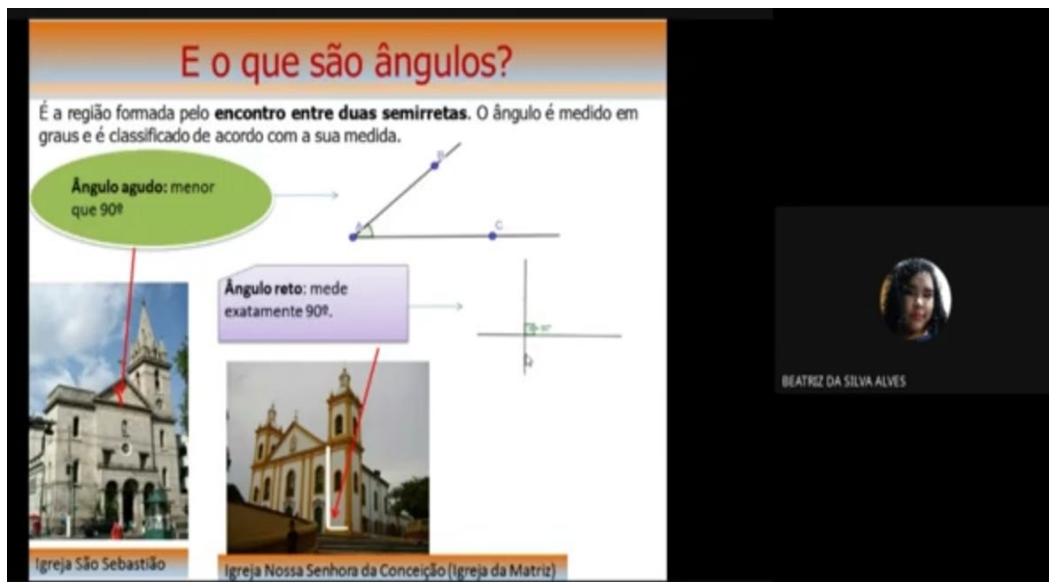 E o que são ângulos?
É a região formada pelo encontro entre duas semirretas. O ângulo é medido em
graus e é classificado de acordo com a sua medida.
Ângulo agudo: menor
que 90º
B
A
C
Ângulo reto: mede
exatamente 90º.
BEATRIZ DA SILVA ALVES
Igreja São Sebastião
Igreja Nossa Senhora da Conceição (Igreja da Matriz)